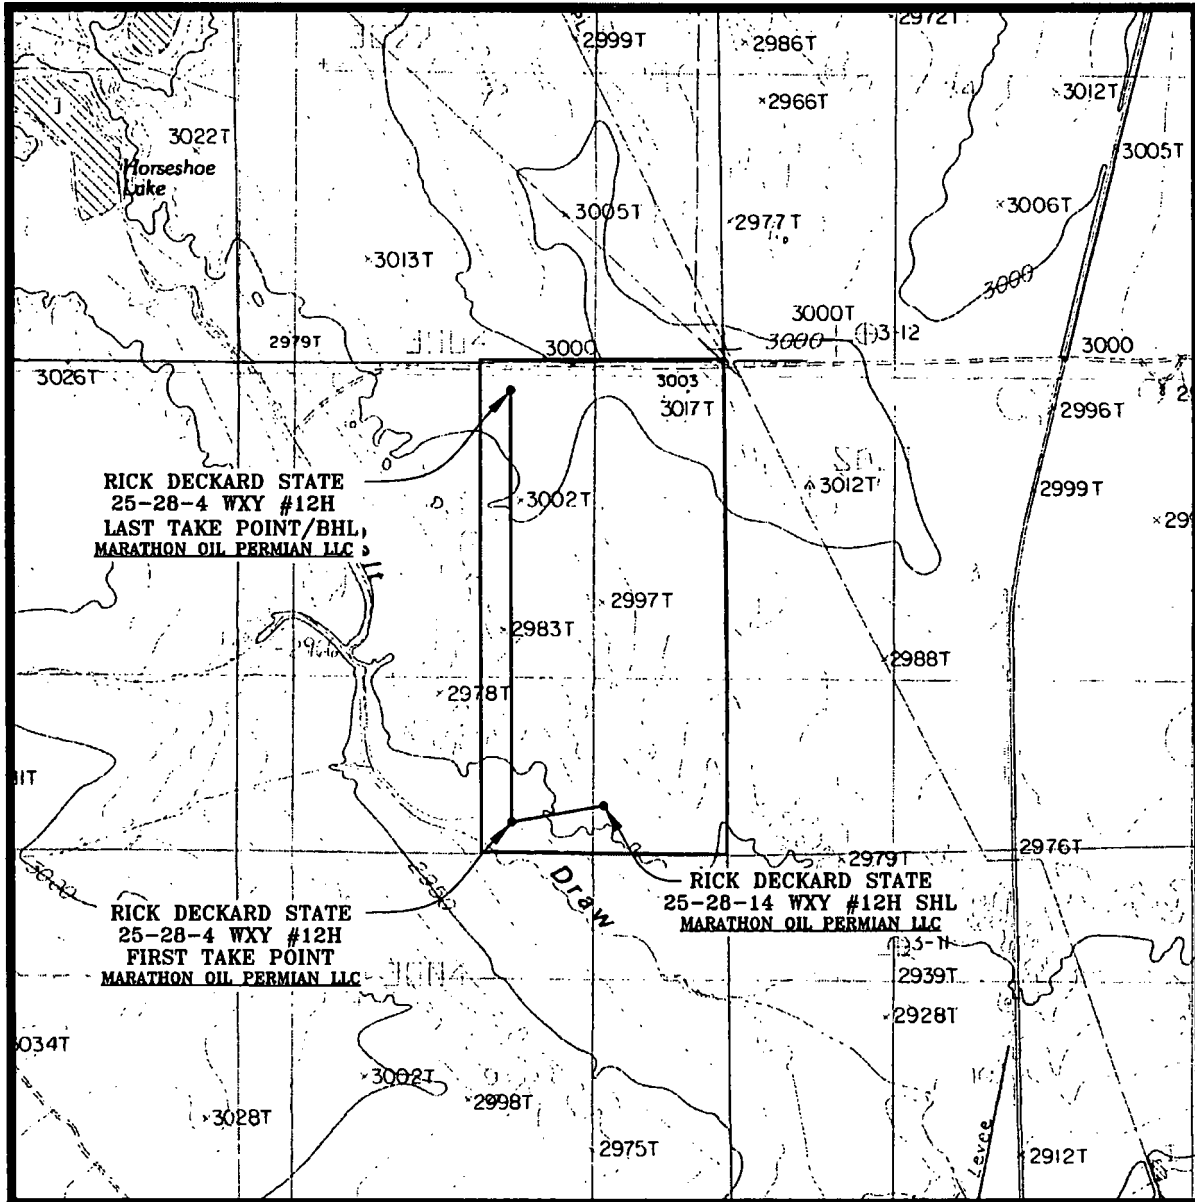 2972T
2999T
2986T
2966T
3012T
3022T
3005T
Horseshoe
Lake
3005T
3006T
2977T
3013T
3000
3000T
3-12
2979T
3000
3000
3000
3026T
3003
3017T
2996T
RICK DECKARD STATE
25-28-4 WXY #12H
LAST TAKE POINT/BHL
MARATHON OIL PERMIAN LLC
3002T
3012T
2999T
2997T
2983T
2988T
2978T
2979T
2976T
3000
Draw
RICK DECKARD STATE
25-28-14 WXY #12H SHL
MARATHON OIL PERMIAN LLC
RICK DECKARD STATE
25-28-4 WXY #12H
FIRST TAKE POINT
MARATHON OIL PERMIAN LLC
3-11
2939T
2928T
3034T
3002T
2998T
3028T
2975T
Levee
2912T